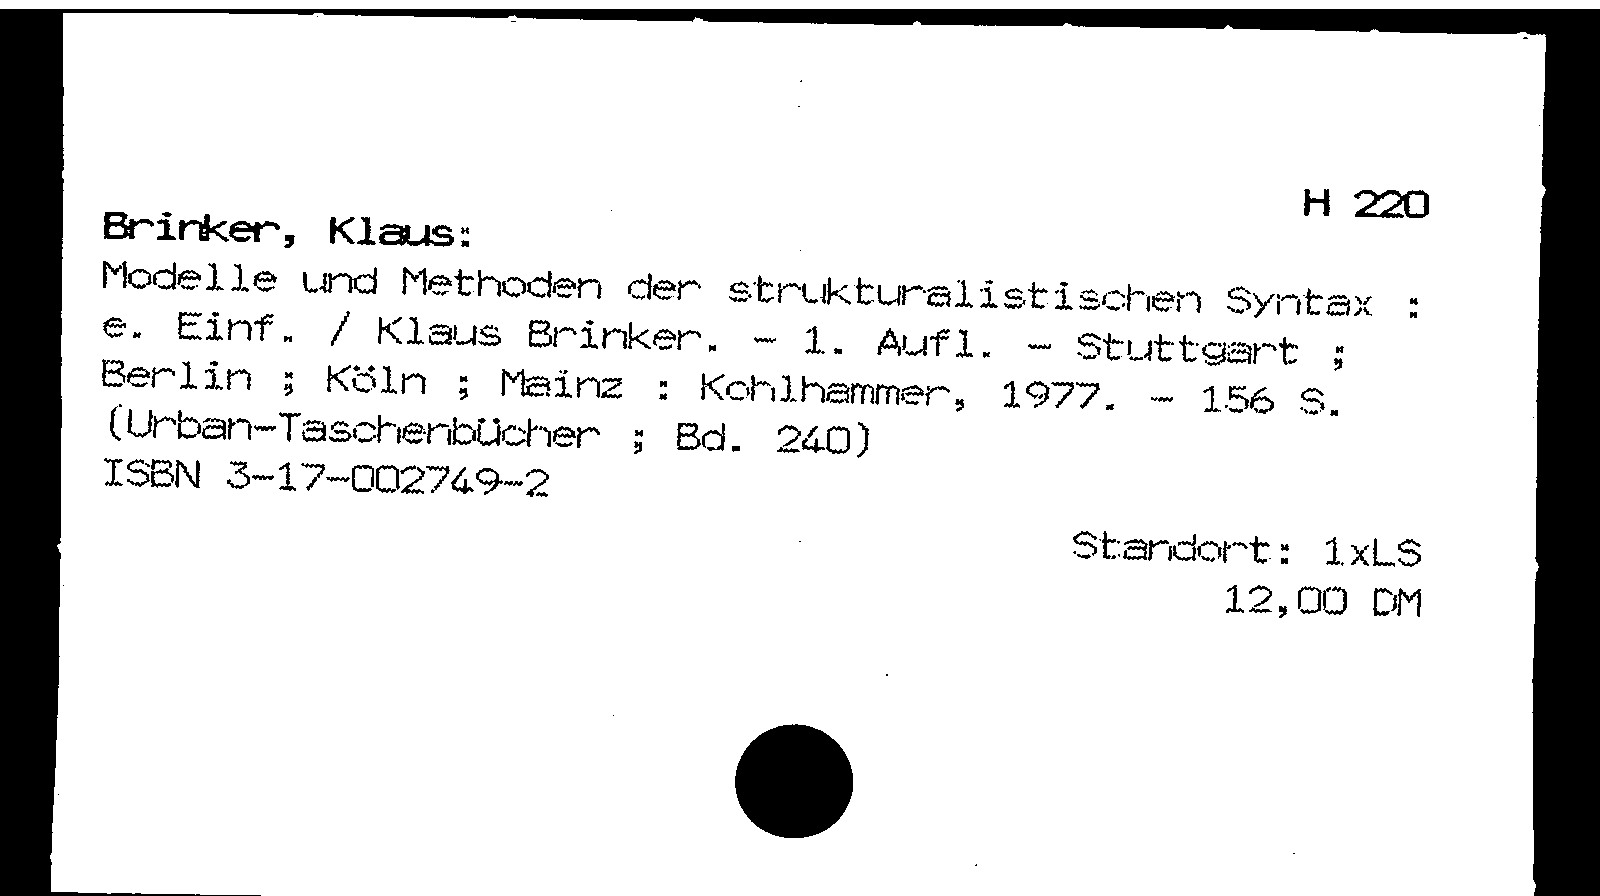 H 220
Brinker, Klaus:
Modelle und Methoden der strukturalistischen Syntax :
e. Einf. / Klaus Brinker. - 1. Aufl. - Stuttgart ;
Berlin ; Köln ; Mainz : Kohlhammer, 1977. - 156 S.
(Urban-Taschenbücher ; Bd. 240)
ISBN 3-17-002749-2
Standort: 1xLS
12,00 DM